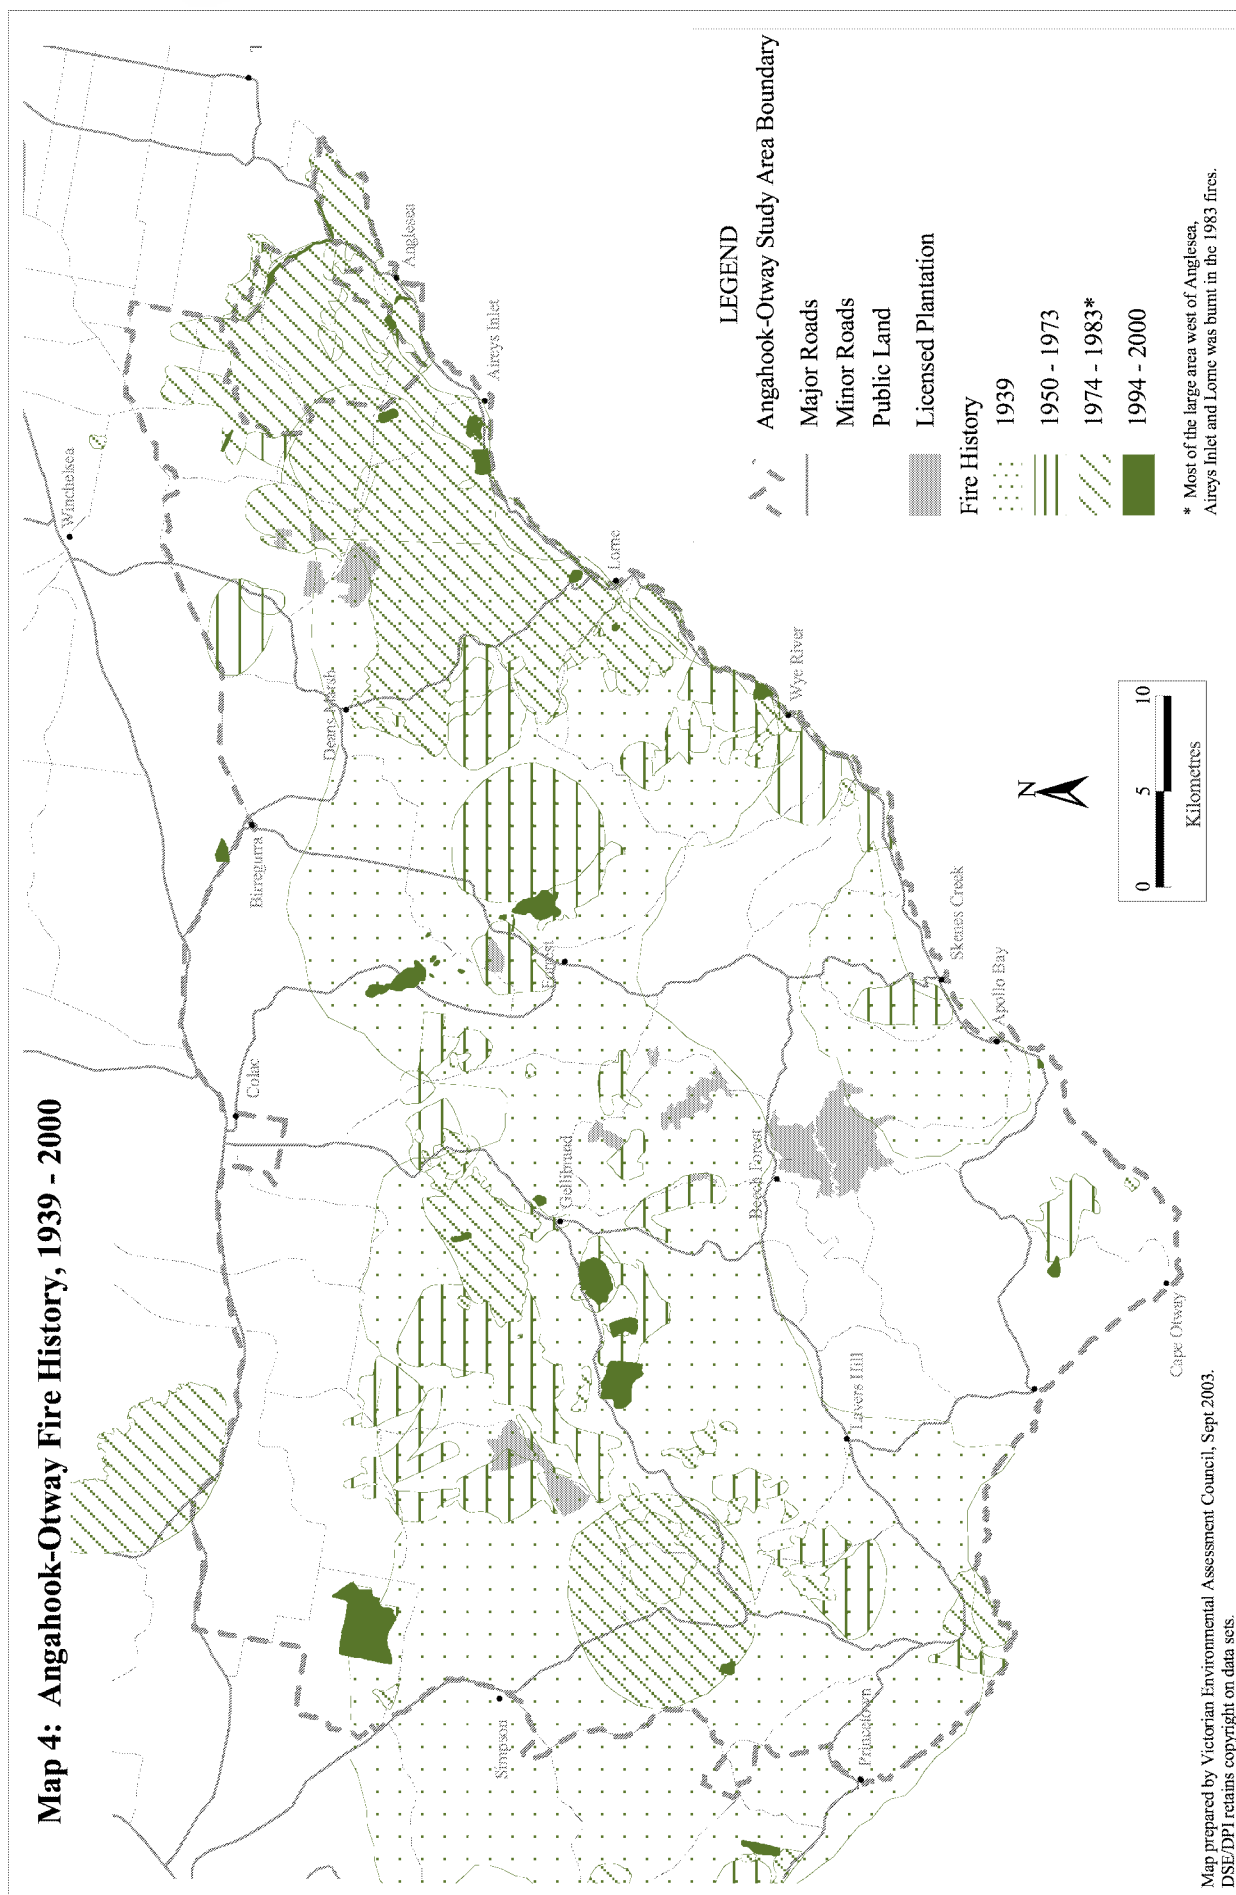 Map 4: Angahook-Otway Fire History, 1939 - 2000
Winchelsea
Colac
Birregurra
Deans Marsh
Anglesea
Aireys Inlet
Lorne
Forrest
Gellibrand
Simpson
Wye River
Beech Forest
Skenes Creek
Apollo Bay
Lavers Hill
Princetown
Cape Otway
LEGEND
Angahook-Otway Study Area Boundary
Major Roads
Minor Roads
Public Land
Licensed Plantation
Fire History
1939
1950 - 1973
1974 - 1983*
1994 - 2000
* Most of the large area west of Anglesea,
Aireys Inlet and Lorne was burnt in the 1983 fires.
N
0 5 10
Kilometres
Map prepared by Victorian Environmental Assessment Council, Sept 2003.
DSE/DPI retains copyright on data sets.